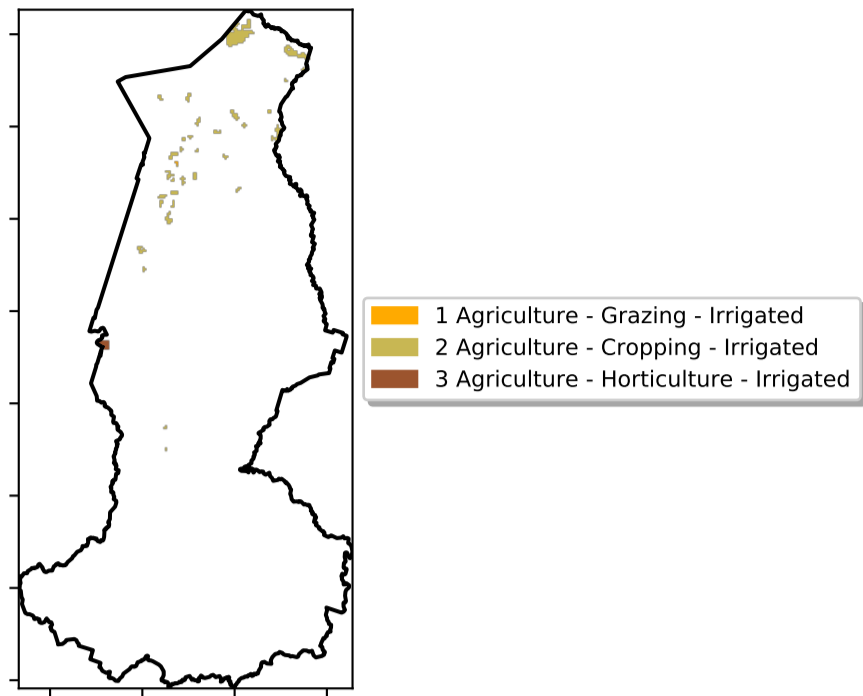 1 Agriculture - Grazing - Irrigated
2 Agriculture - Cropping - Irrigated
3 Agriculture - Horticulture - Irrigated